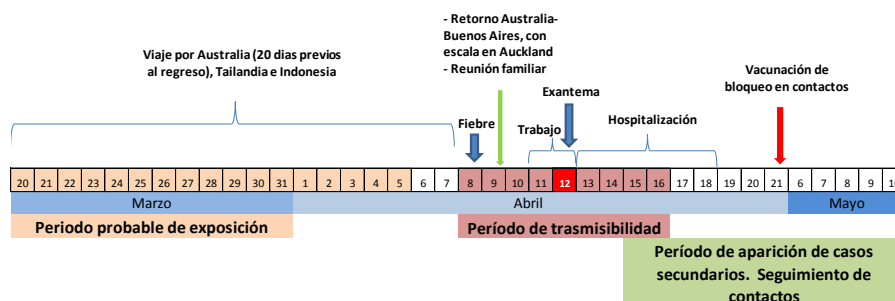 - Retorno Australia-
Buenos Aires, con
escala en Auckland
- Reunión familiar
Viaje por Australia (20 dias previos
al regreso), Tailandia e Indonesia
Vacunación de
bloqueo en contactos
Exantema
Fiebre
Trabajo
Hospitalización
20 21 22 23 24 25 26 27 28 29 30 31 1 2 3 4 5 6 7 8 9 10 11 12 13 14 15 16 17 18 19 20 21 6 7 8 9 10
Marzo Abril Mayo
Periodo probable de exposición Período de trasmisibilidad
Período de aparición de casos
secundarios. Seguimiento de
contactos